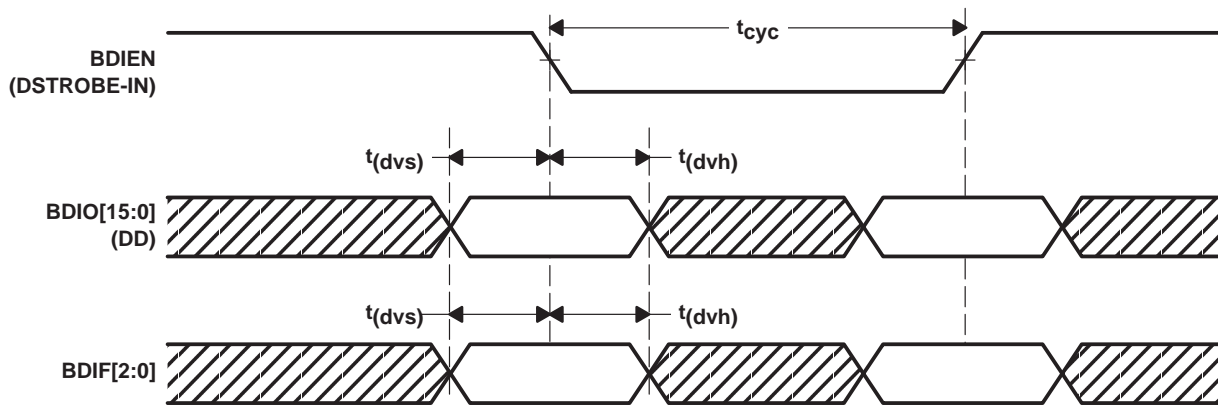 tcyc
BDIEN
(DSTROBE-IN)
t(dvs)
t(dvh)
BDIO[15:0]
(DD)
t(dvs)
t(dvh)
BDIF[2:0]